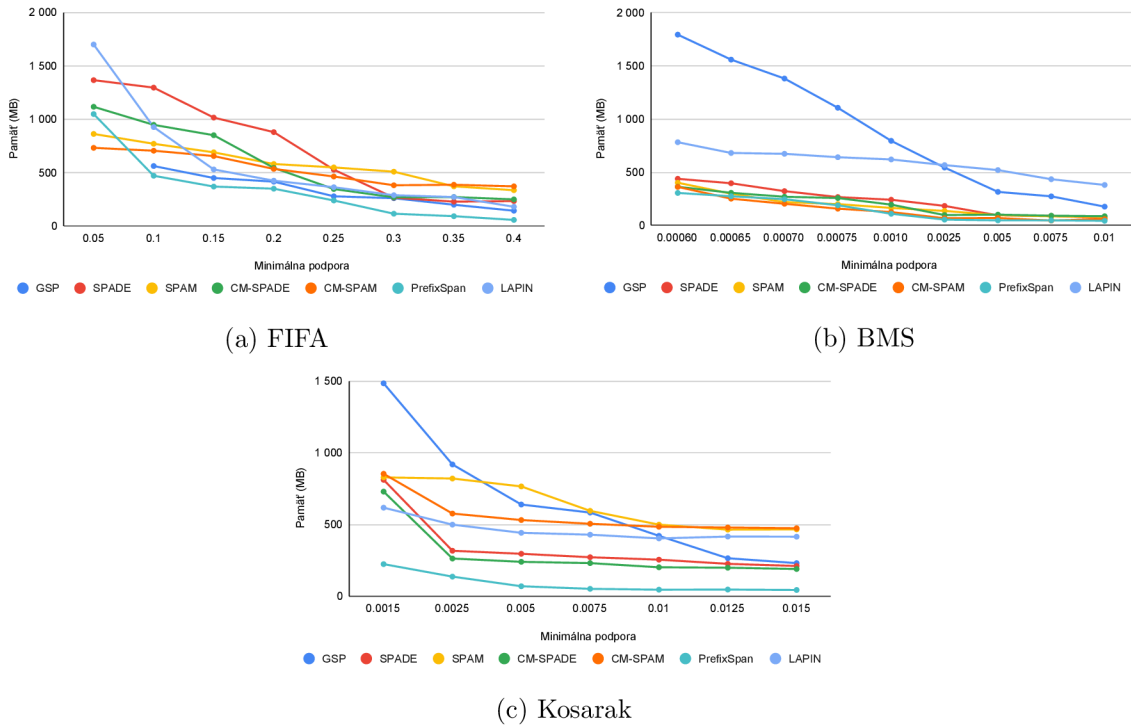 2 000
1 500
1 000
500
0
Pamäť (MB)
0.05 0.1 0.15 0.2 0.25 0.3 0.35 0.4
Minimálna podpora
GSP SPADE SPAM CM-SPADE CM-SPAM PrefixSpan LAPIN
(a) FIFA
2 000
1 500
1 000
500
0
Pamäť (MB)
0.00060 0.00065 0.00070 0.00075 0.0010 0.0025 0.005 0.0075 0.01
Minimálna podpora
GSP SPADE SPAM CM-SPADE CM-SPAM PrefixSpan LAPIN
(b) BMS
1 500
1 000
500
0
Pamäť (MB)
0.0015 0.0025 0.005 0.0075 0.01 0.0125 0.015
Minimálna podpora
GSP SPADE SPAM CM-SPADE CM-SPAM PrefixSpan LAPIN
(c) Kosarak